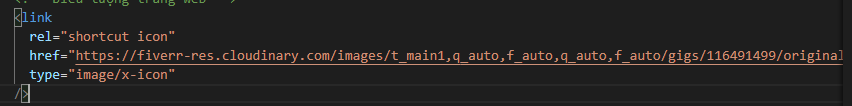 <!-- Biểu tượng trang web -->
<link
rel="shortcut icon"
href="https://fiverr-res.cloudinary.com/images/t_main1,q_auto,f_auto,q_auto,f_auto/gigs/116491499/original
type="image/x-icon"
/>